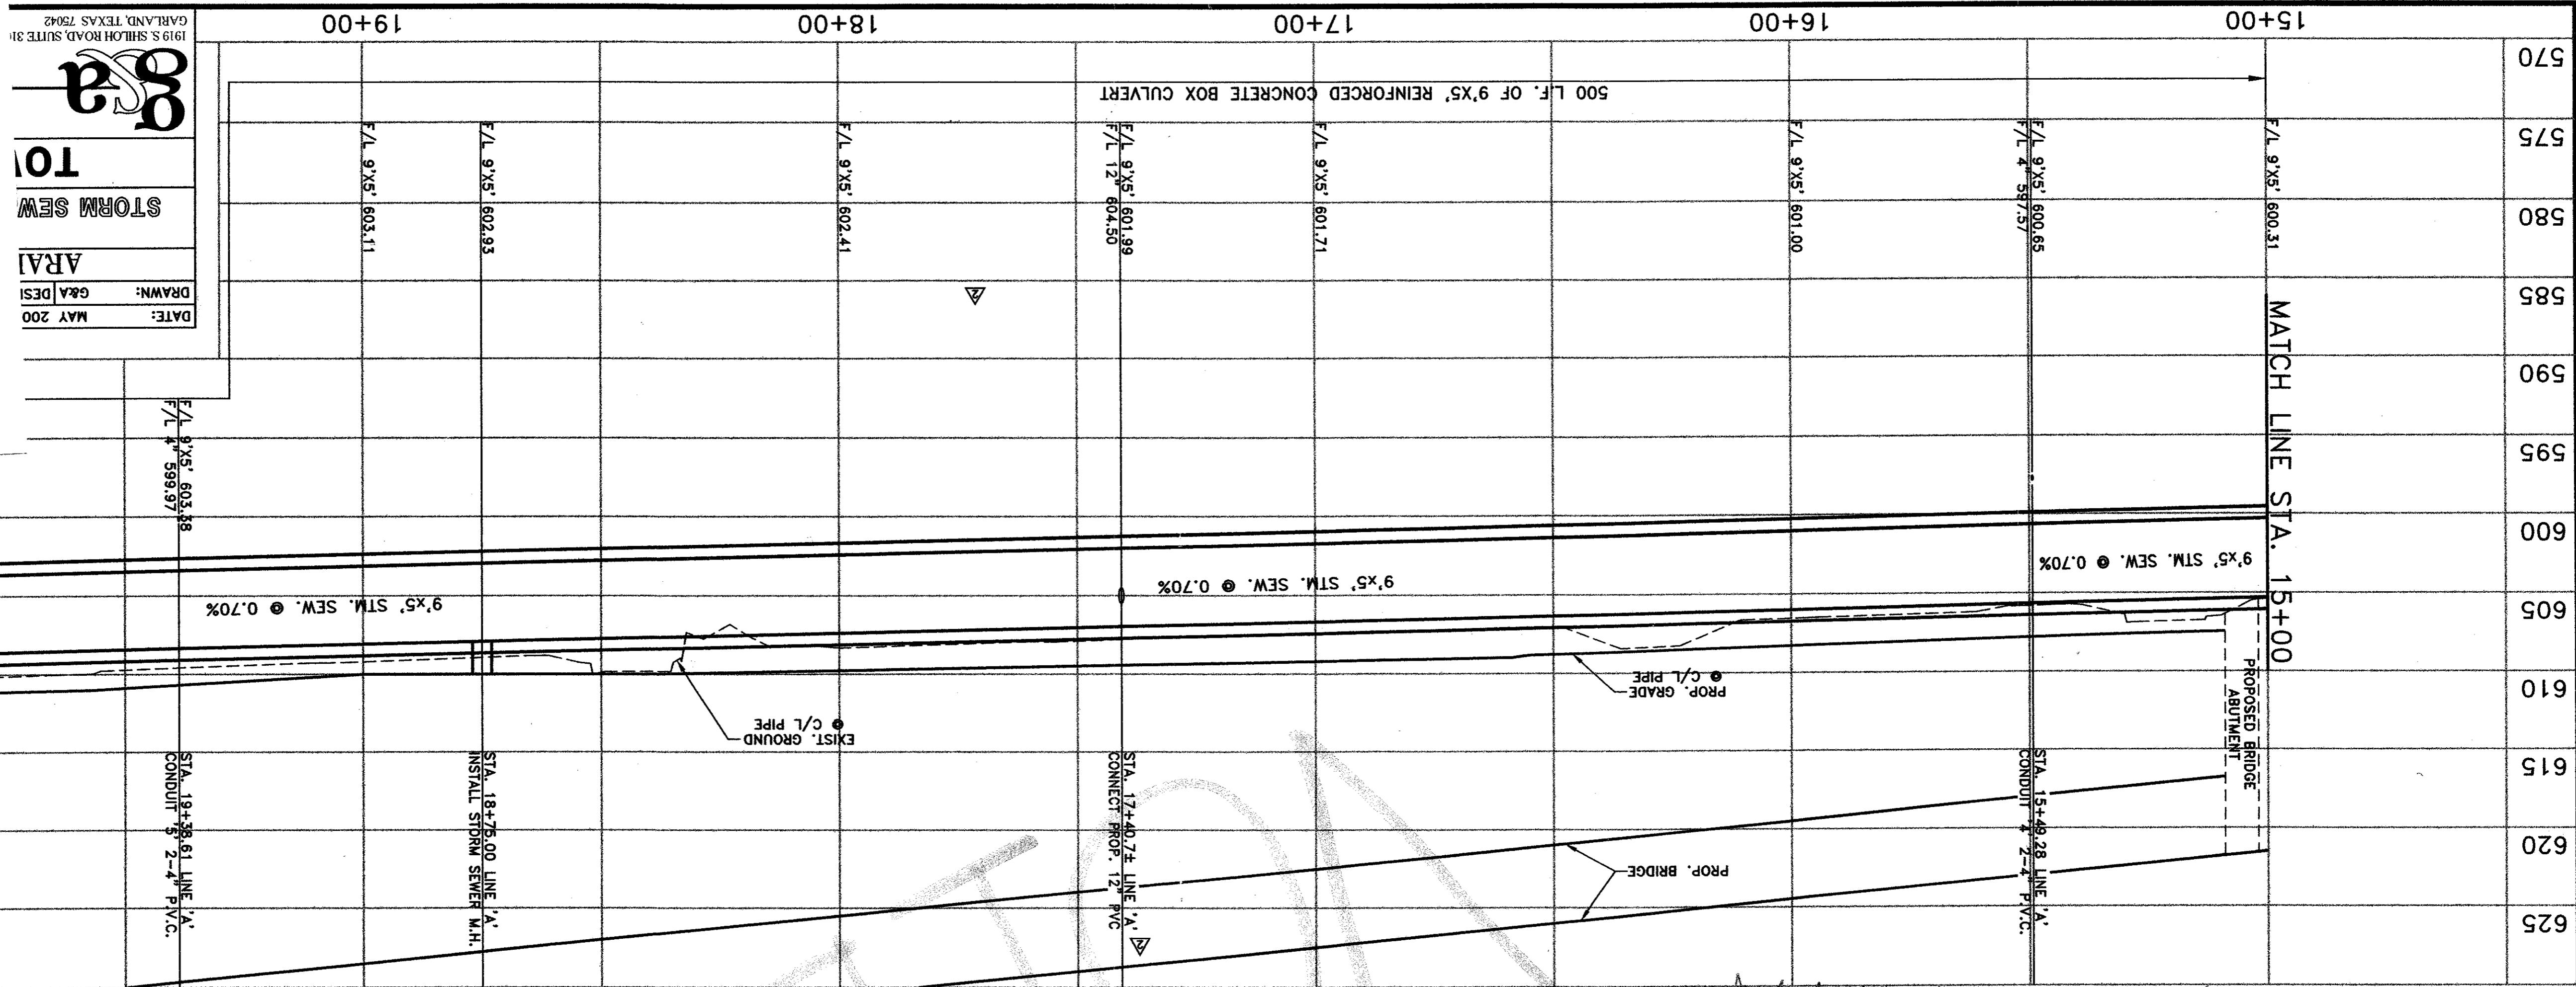 625
620
615
610
605
600
595
590
585
580
575
570
MATCH LINE STA. 15+00
PROPOSED BRIDGE
ABUTMENT
STA. 15+49.28 LINE 'A'
CONDUIT '4' 2-4" P.V.C.
PROP. BRIDGE
STA. 17+40.7± LINE 'A'
CONNECT PROP. 12" PVC
2
STA. 18+75.00 LINE 'A'
INSTALL STORM SEWER M.H.
STA. 19+38.61 LINE 'A'
CONDUIT '5' 2-4" P.V.C.
PROP. GRADE
@ C/L PIPE
EXIST. GROUND
@ C/L PIPE
9'x5' STM. SEW. @ 0.70%
9'x5' STM. SEW. @ 0.70%
9'x5' STM. SEW. @ 0.70%
F/L 9'X5' 600.31
F/L 9'X5' 600.65
F/L 4" 597.57
F/L 9'X5' 601.00
F/L 9'X5' 601.71
F/L 9'X5' 601.99
F/L 12" 604.50
F/L 9'X5' 602.41
F/L 9'X5' 602.93
F/L 9'X5' 603.11
F/L 9'X5' 603.38
F/L 4" 599.97
2
500 L.F. OF 9'X5' REINFORCED CONCRETE BOX CULVERT
15+00
16+00
17+00
18+00
19+00
DATE: MAY 200
DRAWN: G&A DESI
ARA
STORM SEW
TOW
g&a
1919 S. SHILOH ROAD, SUITE 31
GARLAND, TEXAS 75042